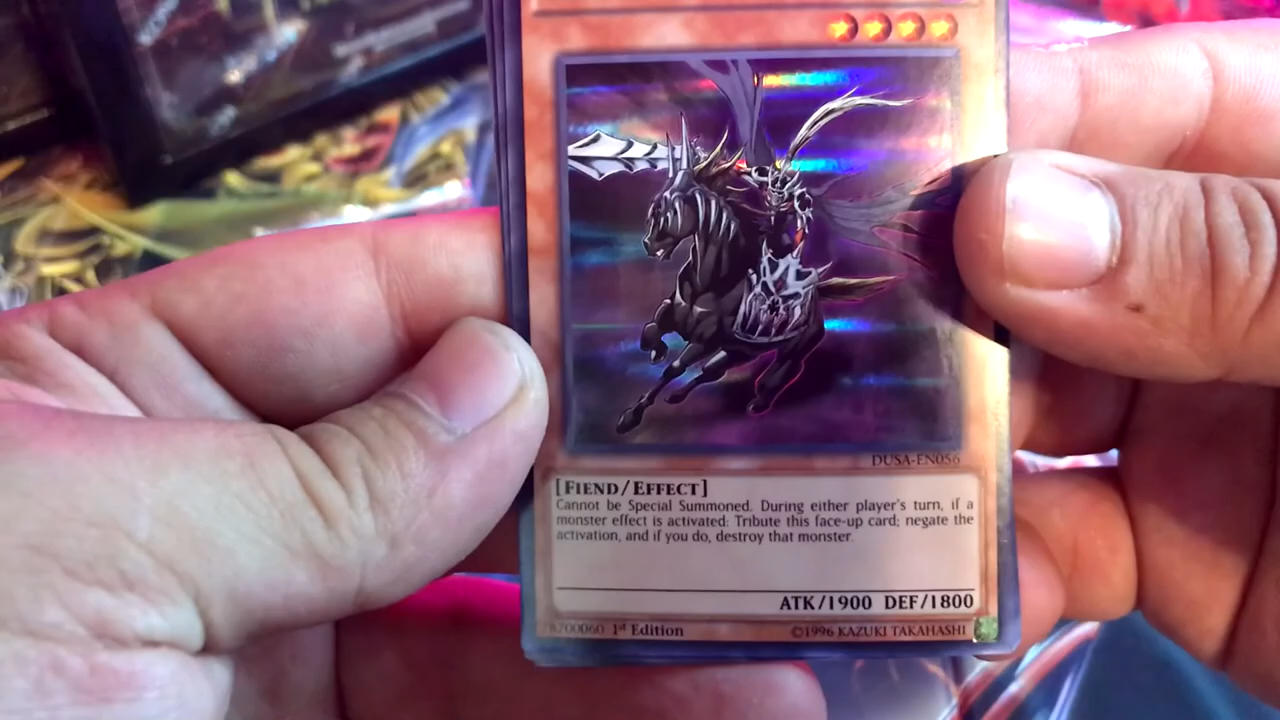 DUSA-EN056
[FIEND/EFFECT]
Cannot be Special Summoned. During either player's turn, if a
monster effect is activated: Tribute this face-up card; negate the
activation, and if you do, destroy that monster.
ATK/1900 DEF/1800
8200060 1st Edition
©1996 KAZUKI TAKAHASHI